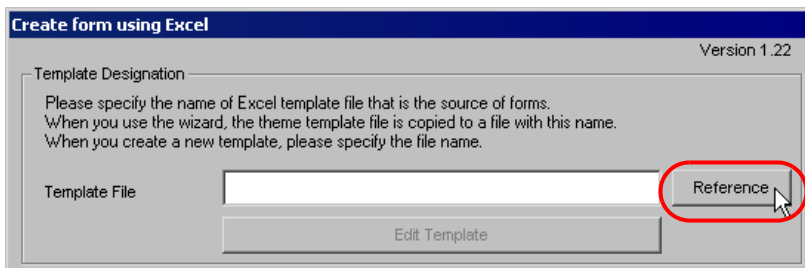 Create form using Excel
Version 1.22
Template Designation
Please specify the name of Excel template file that is the source of forms.
When you use the wizard, the theme template file is copied to a file with this name.
When you create a new template, please specify the file name.
Template File
Reference
Edit Template